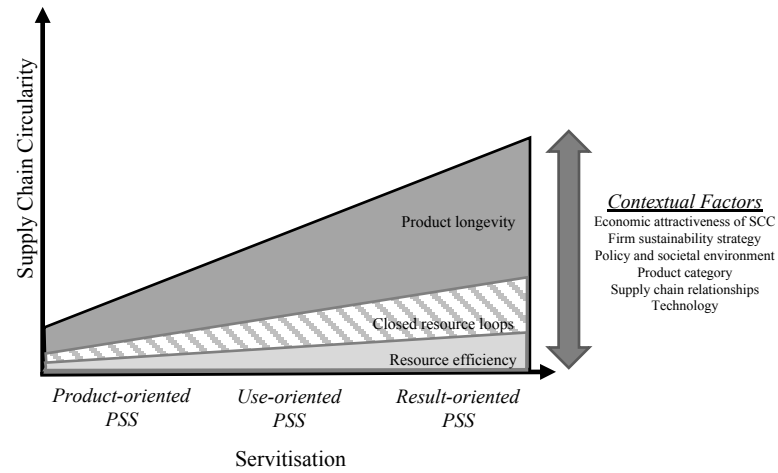 Supply Chain Circularity
Product longevity
Closed resource loops
Resource efficiency
Product-oriented
PSS
Use-oriented
PSS
Result-oriented
PSS
Servitisation
Contextual Factors
Economic attractiveness of SCC
Firm sustainability strategy
Policy and societal environment
Product category
Supply chain relationships
Technology